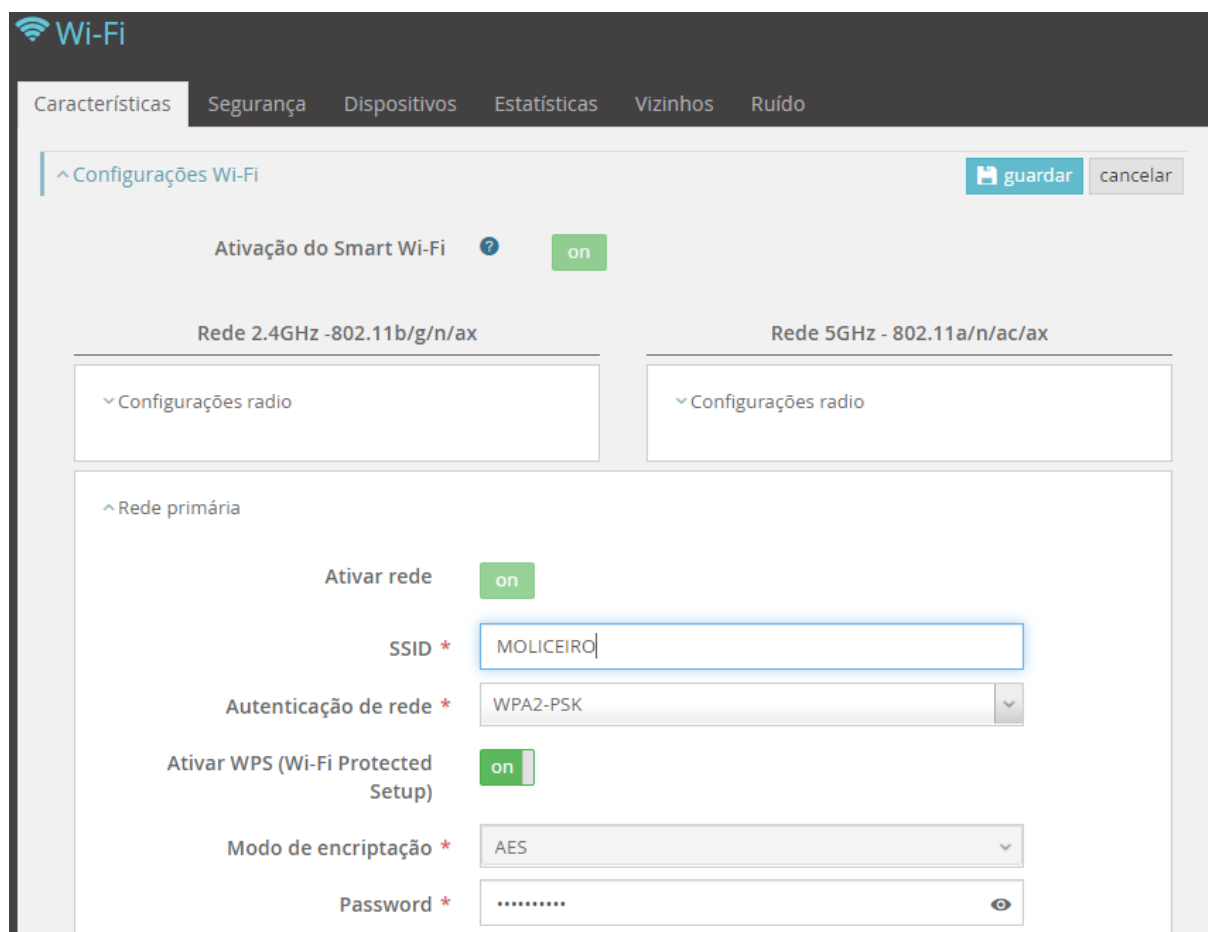 Wi-Fi
Características Segurança Dispositivos Estatísticas Vizinhos Ruído
Configurações Wi-Fi guardar cancelar
Ativação do Smart Wi-Fi ? on
Rede 2.4GHz -802.11b/g/n/ax Rede 5GHz - 802.11a/n/ac/ax
Configurações radio Configurações radio
Rede primária
Ativar rede on
SSID * MOLICEIRO
Autenticação de rede * WPA2-PSK
Ativar WPS (Wi-Fi Protected on
Setup)
Modo de encriptação * AES
Password * ••••••••••